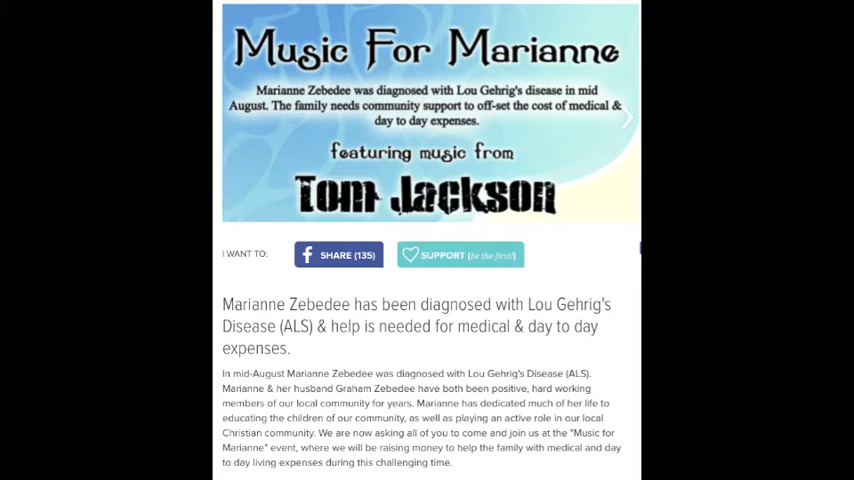 Music For Marianne
Marianne Zebedee was diagnosed with Lou Gehrig's disease in mid
August. The family needs community support to off-set the cost of medical &
day to day expenses.
featuring music from
Tom Jackson
I WANT TO:
f SHARE (135)
SUPPORT (be the first!)
Marianne Zebedee has been diagnosed with Lou Gehrig's
Disease (ALS) & help is needed for medical & day to day
expenses.
In mid-August Marianne Zebedee was diagnosed with Lou Gehrig's Disease (ALS).
Marianne & her husband Graham Zebedee have both been positive, hard working
members of our local community for years. Marianne has dedicated much of her life to
educating the children of our community, as well as playing an active role in our local
Christian community. We are now asking all of you to come and join us at the "Music for
Marianne" event, where we will be raising money to help the family with medical and day
to day living expenses during this challenging time.